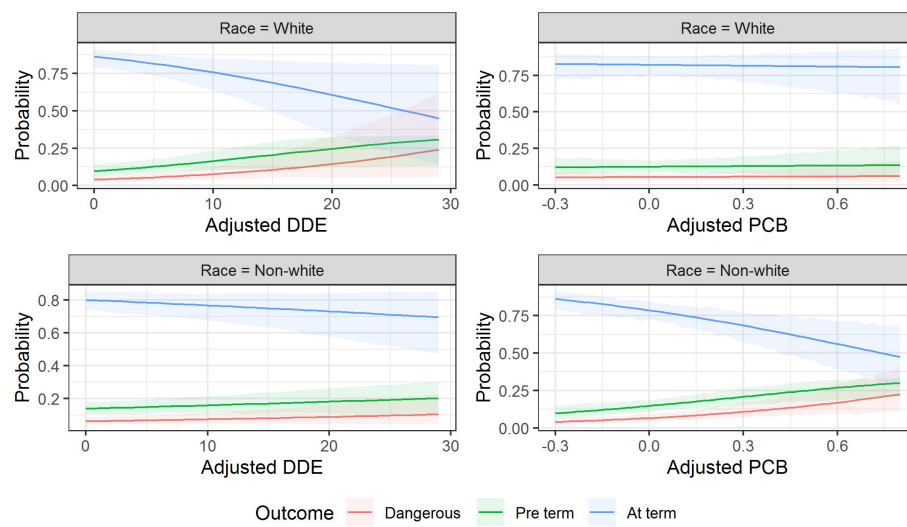 Race = White
Race = White
Probability
0.75
0.50
0.25
0.00
0
10
20
30
Adjusted DDE
Probability
0.75
0.50
0.25
0.00
-0.3
0.0
0.3
0.6
Adjusted PCB
Race = Non-white
Race = Non-white
Probability
0.8
0.6
0.4
0.2
0
10
20
30
Adjusted DDE
Probability
0.75
0.50
0.25
0.00
-0.3
0.0
0.3
0.6
Adjusted PCB
Outcome Dangerous Pre term At term